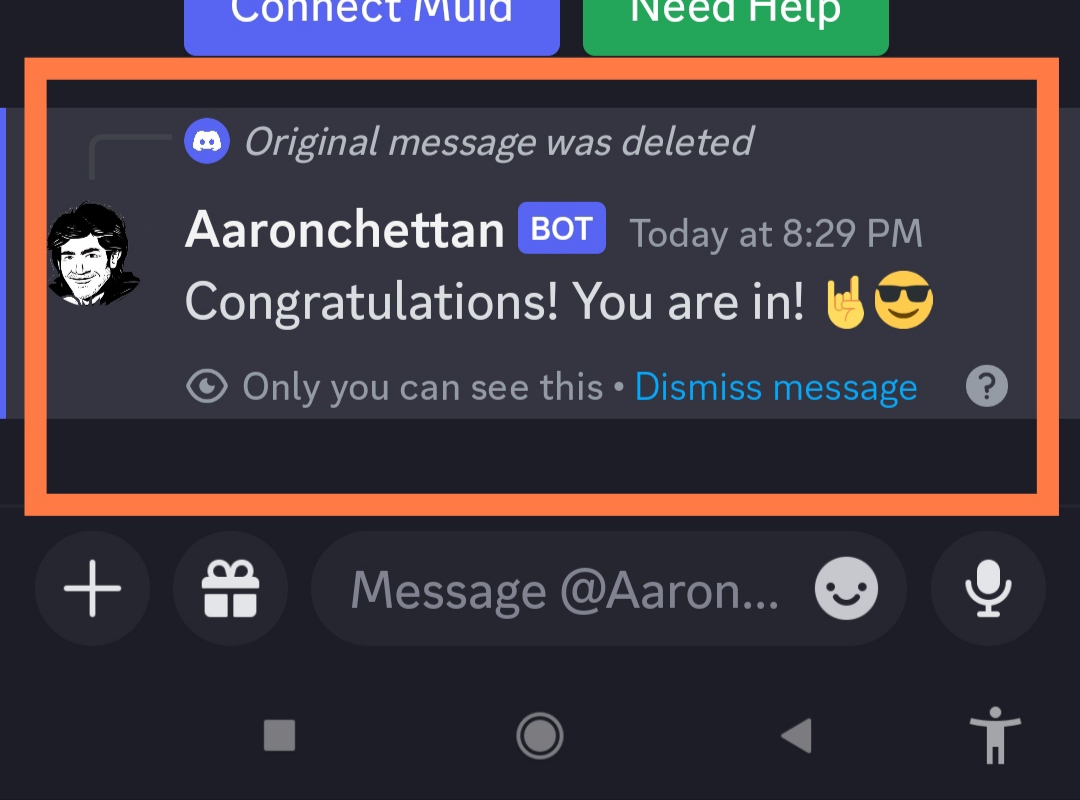 Connect Muid
Need Help
Original message was deleted
Aaronchettan BOT Today at 8:29 PM
Congratulations! You are in! 🤘😎
Only you can see this • Dismiss message
Message @Aaron...